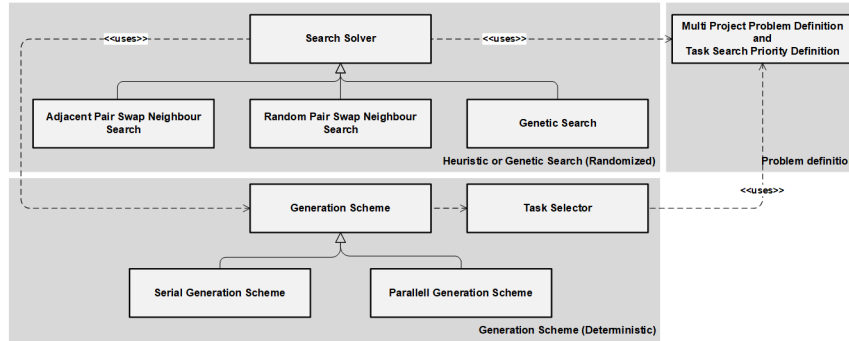 <<uses>>
Search Solver
<<uses>>
Multi Project Problem Definition
and
Task Search Priority Definition
Adjacent Pair Swap Neighbour
Search
Random Pair Swap Neighbour
Search
Genetic Search
Heuristic or Genetic Search (Randomized)
Problem definition
<<uses>>
Generation Scheme
Task Selector
Serial Generation Scheme
Parallell Generation Scheme
Generation Scheme (Deterministic)